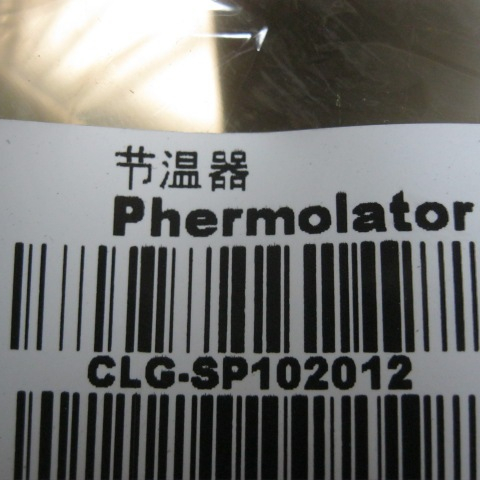 节温器
Phermolator
CLG-SP102012